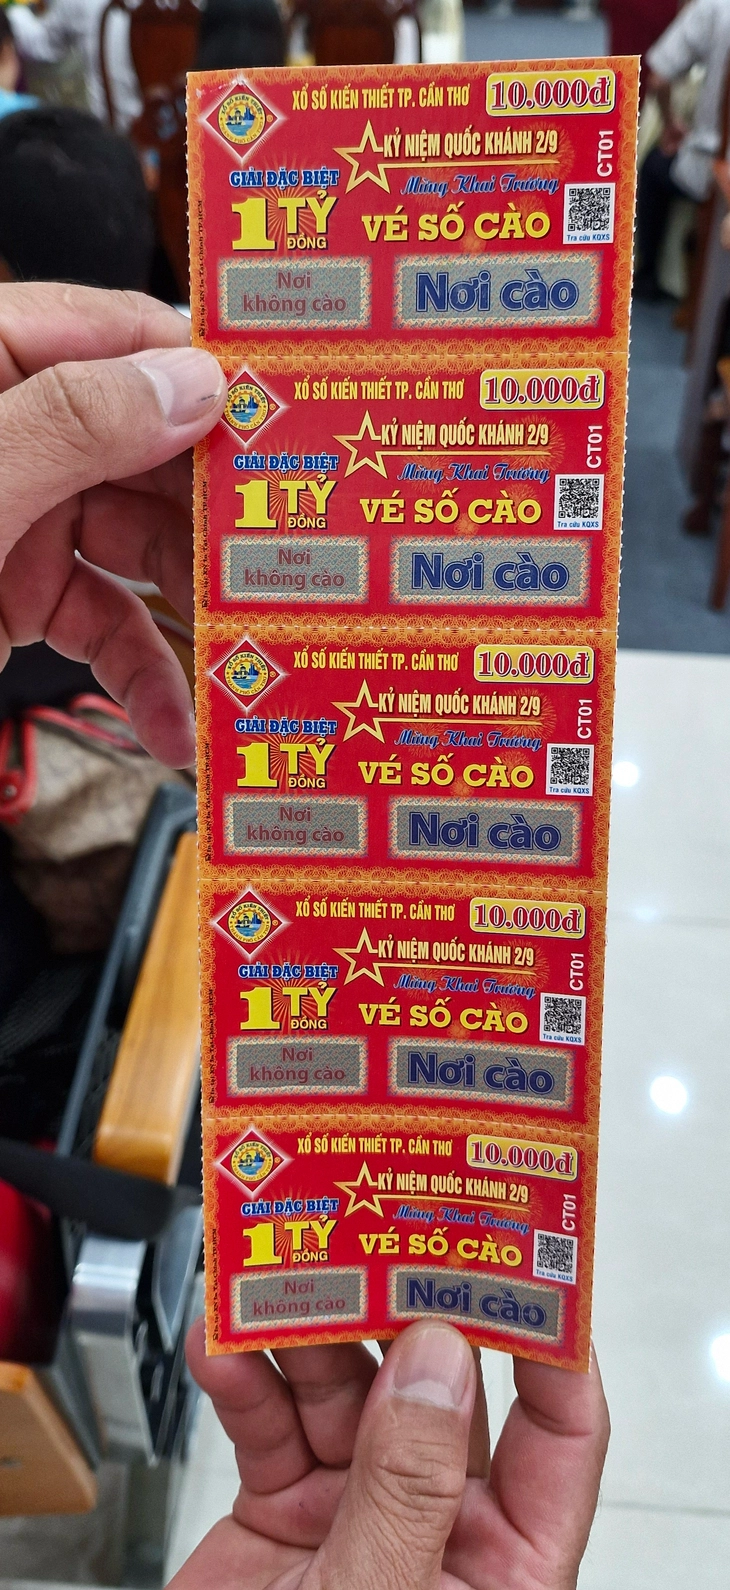 XỔ SỐ KIẾN THIẾT TP. CẦN THƠ
10.000đ
KỶ NIỆM QUỐC KHÁNH 2/9
CT01
GIẢI ĐẶC BIỆT
Mừng Khai Trương
1 TỶ
ĐỒNG
VÉ SỐ CÀO
Tra cứu KQXS
Nơi
không cào
Nơi cào
XỔ SỐ KIẾN THIẾT TP. CẦN THƠ
10.000đ
KỶ NIỆM QUỐC KHÁNH 2/9
CT01
GIẢI ĐẶC BIỆT
Mừng Khai Trương
1 TỶ
ĐỒNG
VÉ SỐ CÀO
Tra cứu KQXS
Nơi
không cào
Nơi cào
XỔ SỐ KIẾN THIẾT TP. CẦN THƠ
10.000đ
KỶ NIỆM QUỐC KHÁNH 2/9
CT01
GIẢI ĐẶC BIỆT
Mừng Khai Trương
1 TỶ
ĐỒNG
VÉ SỐ CÀO
Tra cứu KQXS
Nơi
không cào
Nơi cào
XỔ SỐ KIẾN THIẾT TP. CẦN THƠ
10.000đ
KỶ NIỆM QUỐC KHÁNH 2/9
CT01
GIẢI ĐẶC BIỆT
Mừng Khai Trương
1 TỶ
ĐỒNG
VÉ SỐ CÀO
Tra cứu KQXS
Nơi
không cào
Nơi cào
XỔ SỐ KIẾN THIẾT TP. CẦN THƠ
10.000đ
KỶ NIỆM QUỐC KHÁNH 2/9
CT01
GIẢI ĐẶC BIỆT
Mừng Khai Trương
1 TỶ
ĐỒNG
VÉ SỐ CÀO
Tra cứu KQXS
Nơi
không cào
Nơi cào